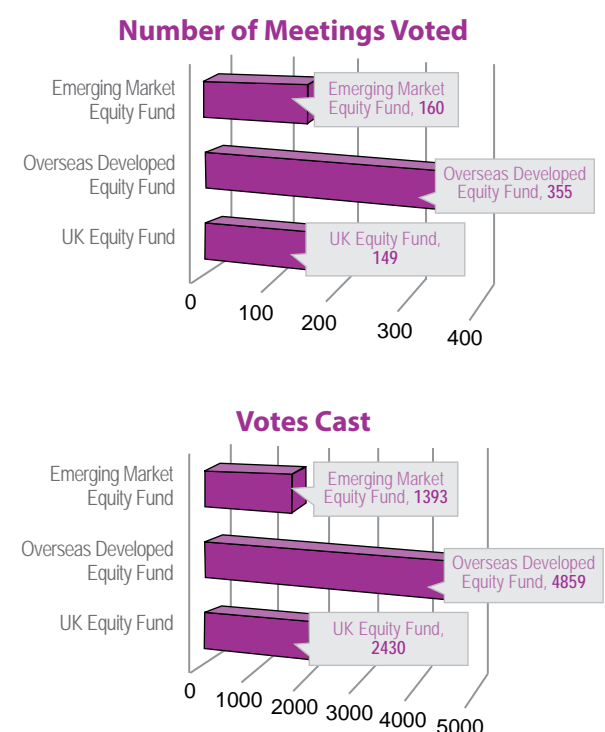 Number of Meetings Voted
Emerging Market
Equity Fund
Emerging Market
Equity Fund, 160
Overseas Developed
Equity Fund
Overseas Developed
Equity Fund, 355
UK Equity Fund
UK Equity Fund,
149
0
100
200
300
400
Votes Cast
Emerging Market
Equity Fund
Emerging Market
Equity Fund, 1393
Overseas Developed
Equity Fund
Overseas Developed
Equity Fund, 4859
UK Equity Fund
UK Equity Fund,
2430
0
1000
2000
3000
4000
5000